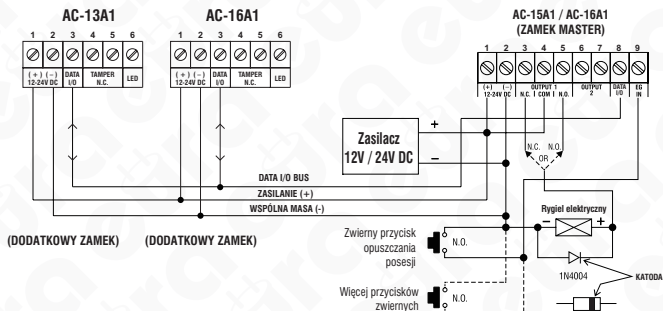 AC-13A1
1 2 3 4 5 6
(+) (–) DATA TAMPER LED
12-24V DC I/O N.C.
AC-16A1
1 2 3 4 5 6
(+) (–) DATA TAMPER LED
12-24V DC I/O N.C.
AC-15A1 / AC-16A1
(ZAMEK MASTER)
1 2 3 4 5 6 7 8 9
(+) (–) OUTPUT 1 OUTPUT DATA EG
12-24V DC N.C. COM N.O. 2 I/O IN
Zasilacz
12V / 24V DC
+
–
N.C. N.O.
OR
DATA I/O BUS
ZASILANIE (+)
WSPÓLNA MASA (-)
(DODATKOWY ZAMEK)
(DODATKOWY ZAMEK)
Zwierny przycisk
opuszczania
posesji
N.O.
Rygiel elektryczny
– +
1N4004
KATODA
Więcej przycisków
zwiernych
N.O.